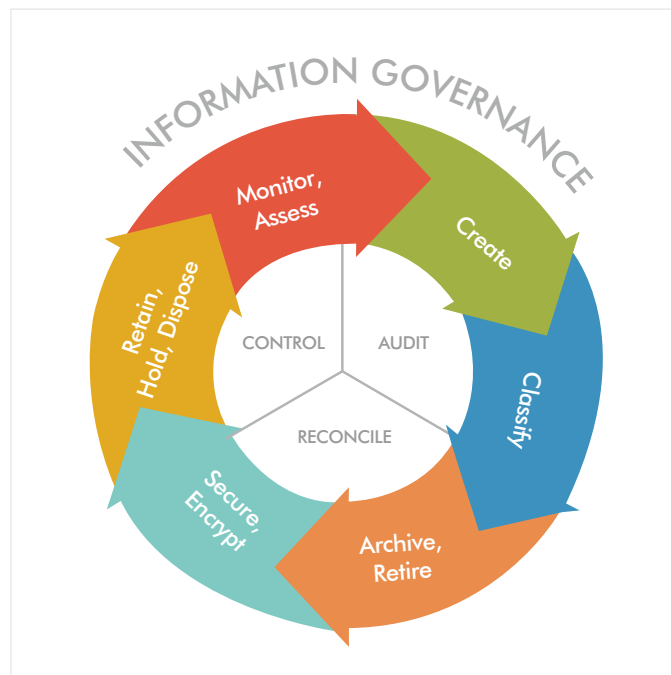 INFORMATION GOVERNANCE
Monitor,
Assess
Create
Classify
Archive,
Retire
Secure,
Encrypt
Retain,
Hold, Dispose
CONTROL
AUDIT
RECONCILE